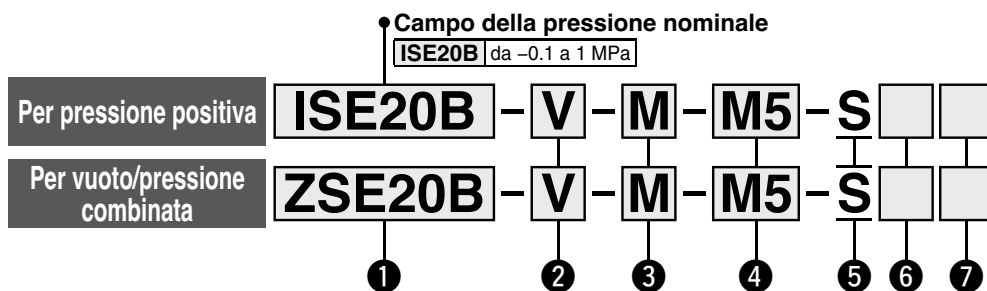 Campo della pressione nominale
ISE20B da −0.1 a 1 MPa
Per pressione positiva ISE20B - V - M - M5 - S
Per vuoto/pressione combinata ZSE20B - V - M - M5 - S
1 2 3 4 5 6 7